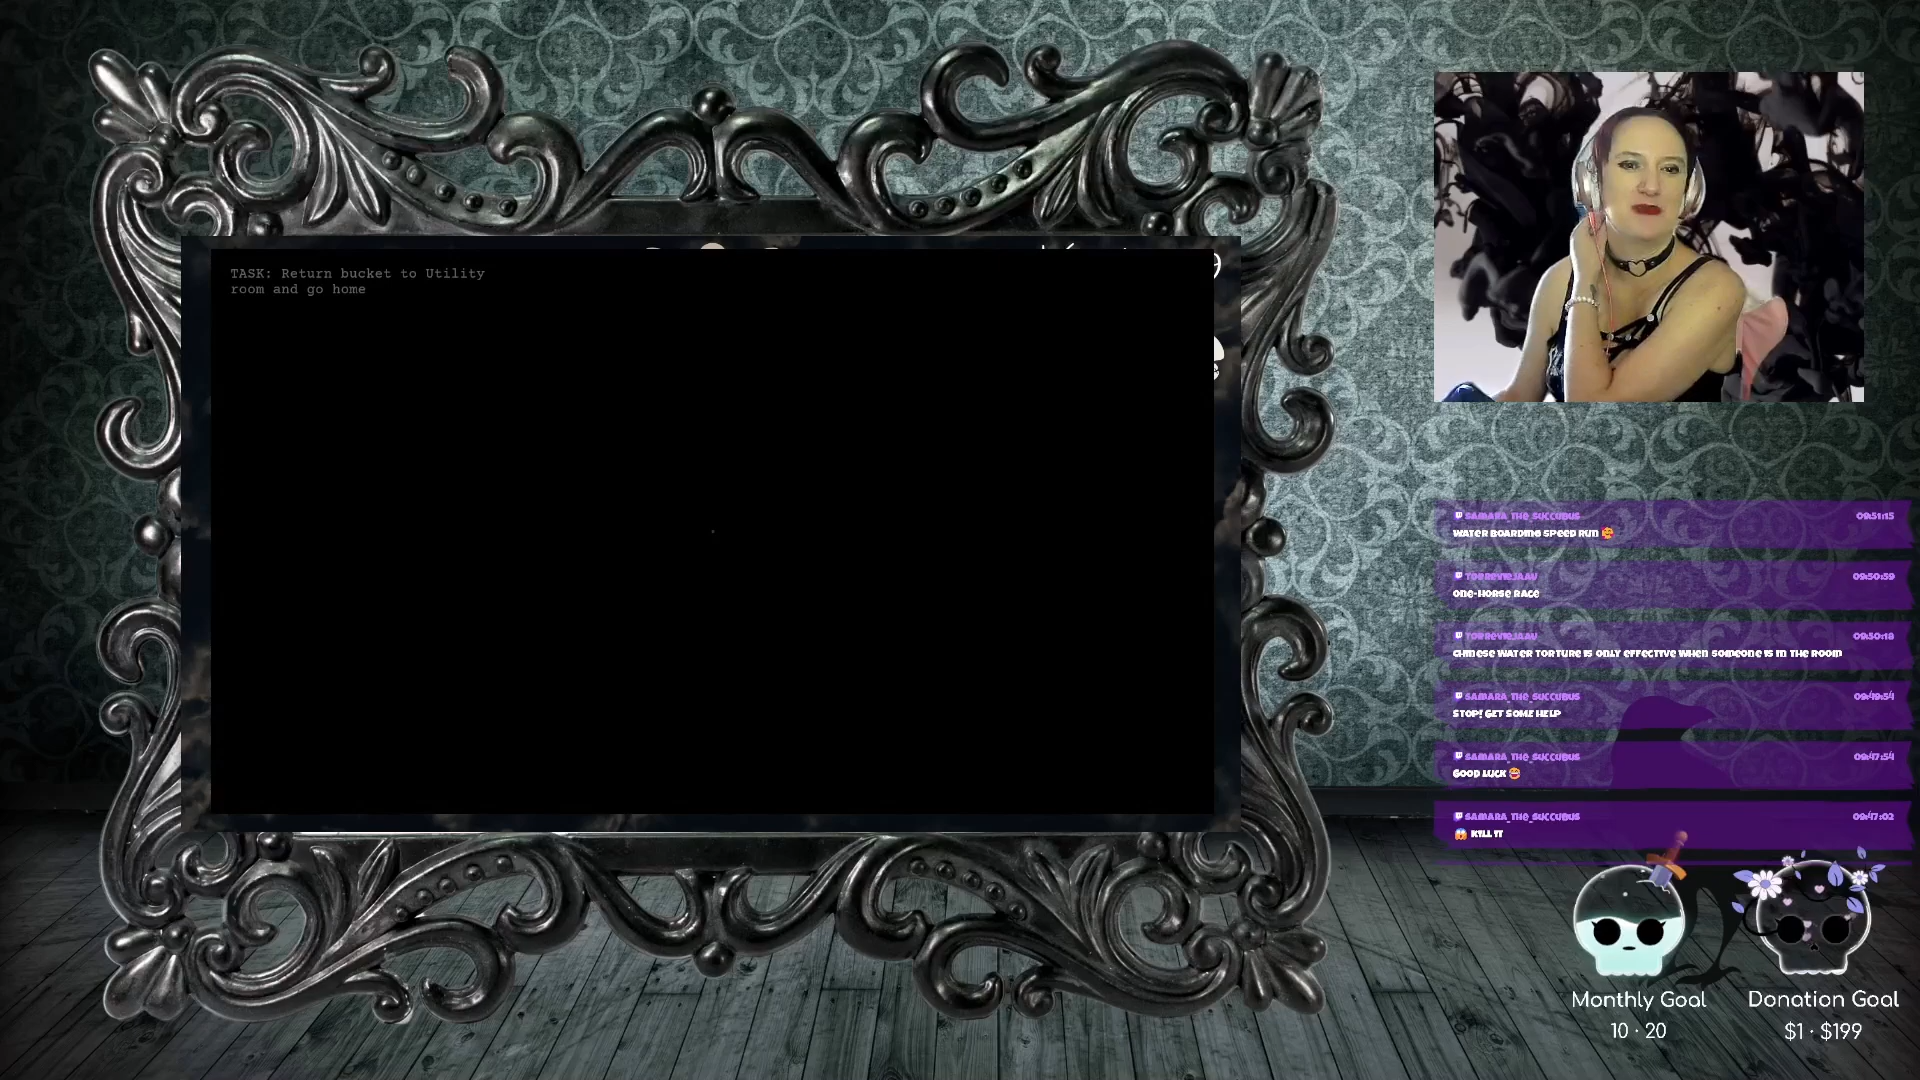 TASK: Return bucket to Utility
room and go home
SAMARA_THE_SUCCUBUS 09:51:15
WATER BOARDING SPEED RUN
TORREVIEJAAV 09:50:59
ONE-HORSE RACE
TORREVIEJAAV 09:50:18
CHINESE WATER TORTURE IS ONLY EFFECTIVE WHEN SOMEONE IS IN THE ROOM
SAMARA_THE_SUCCUBUS 09:49:54
STOP! GET SOME HELP
SAMARA_THE_SUCCUBUS 09:47:54
GOOD LUCK
SAMARA_THE_SUCCUBUS 09:47:02
KILL IT
Monthly Goal
10 · 20
Donation Goal
$1 · $199